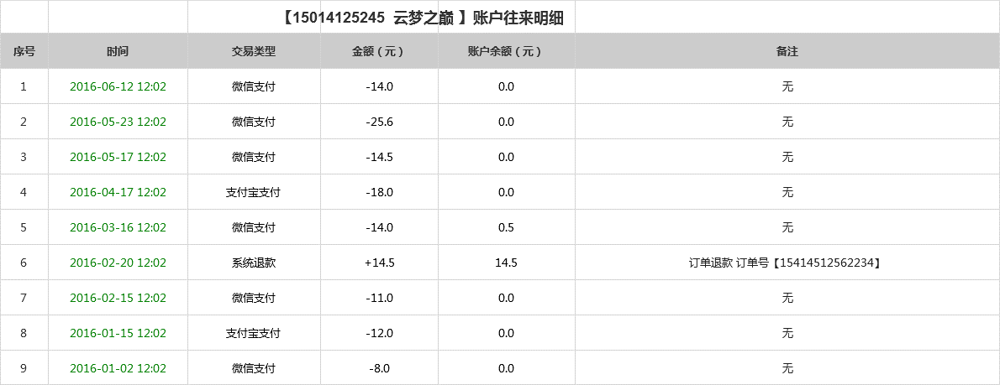 【15014125245 云梦之巅 】账户往来明细
序号 时间 交易类型 金额（元） 账户余额（元） 备注
1 2016-06-12 12:02 微信支付 -14.0 0.0 无
2 2016-05-23 12:02 微信支付 -25.6 0.0 无
3 2016-05-17 12:02 微信支付 -14.5 0.0 无
4 2016-04-17 12:02 支付宝支付 -18.0 0.0 无
5 2016-03-16 12:02 微信支付 -14.0 0.5 无
6 2016-02-20 12:02 系统退款 +14.5 14.5 订单退款 订单号【15414512562234】
7 2016-02-15 12:02 微信支付 -11.0 0.0 无
8 2016-01-15 12:02 支付宝支付 -12.0 0.0 无
9 2016-01-02 12:02 微信支付 -8.0 0.0 无